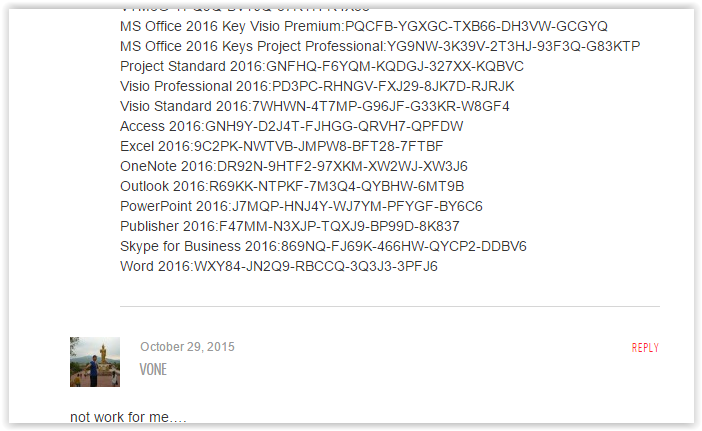 MS Office 2016 Key Visio Premium:PQCFB-YGXGC-TXB66-DH3VW-GCGYQ
MS Office 2016 Keys Project Professional:YG9NW-3K39V-2T3HJ-93F3Q-G83KTP
Project Standard 2016:GNFHQ-F6YQM-KQDGJ-327XX-KQBVC
Visio Professional 2016:PD3PC-RHNGV-FXJ29-8JK7D-RJRJK
Visio Standard 2016:7WHWN-4T7MP-G96JF-G33KR-W8GF4
Access 2016:GNH9Y-D2J4T-FJHGG-QRVH7-QPFDW
Excel 2016:9C2PK-NWTVB-JMPW8-BFT28-7FTBF
OneNote 2016:DR92N-9HTF2-97XKM-XW2WJ-XW3J6
Outlook 2016:R69KK-NTPKF-7M3Q4-QYBHW-6MT9B
PowerPoint 2016:J7MQP-HNJ4Y-WJ7YM-PFYGF-BY6C6
Publisher 2016:F47MM-N3XJP-TQXJ9-BP99D-8K837
Skype for Business 2016:869NQ-FJ69K-466HW-QYCP2-DDBV6
Word 2016:WXY84-JN2Q9-RBCCQ-3Q3J3-3PFJ6
October 29, 2015
REPLY
VONE
not work for me....